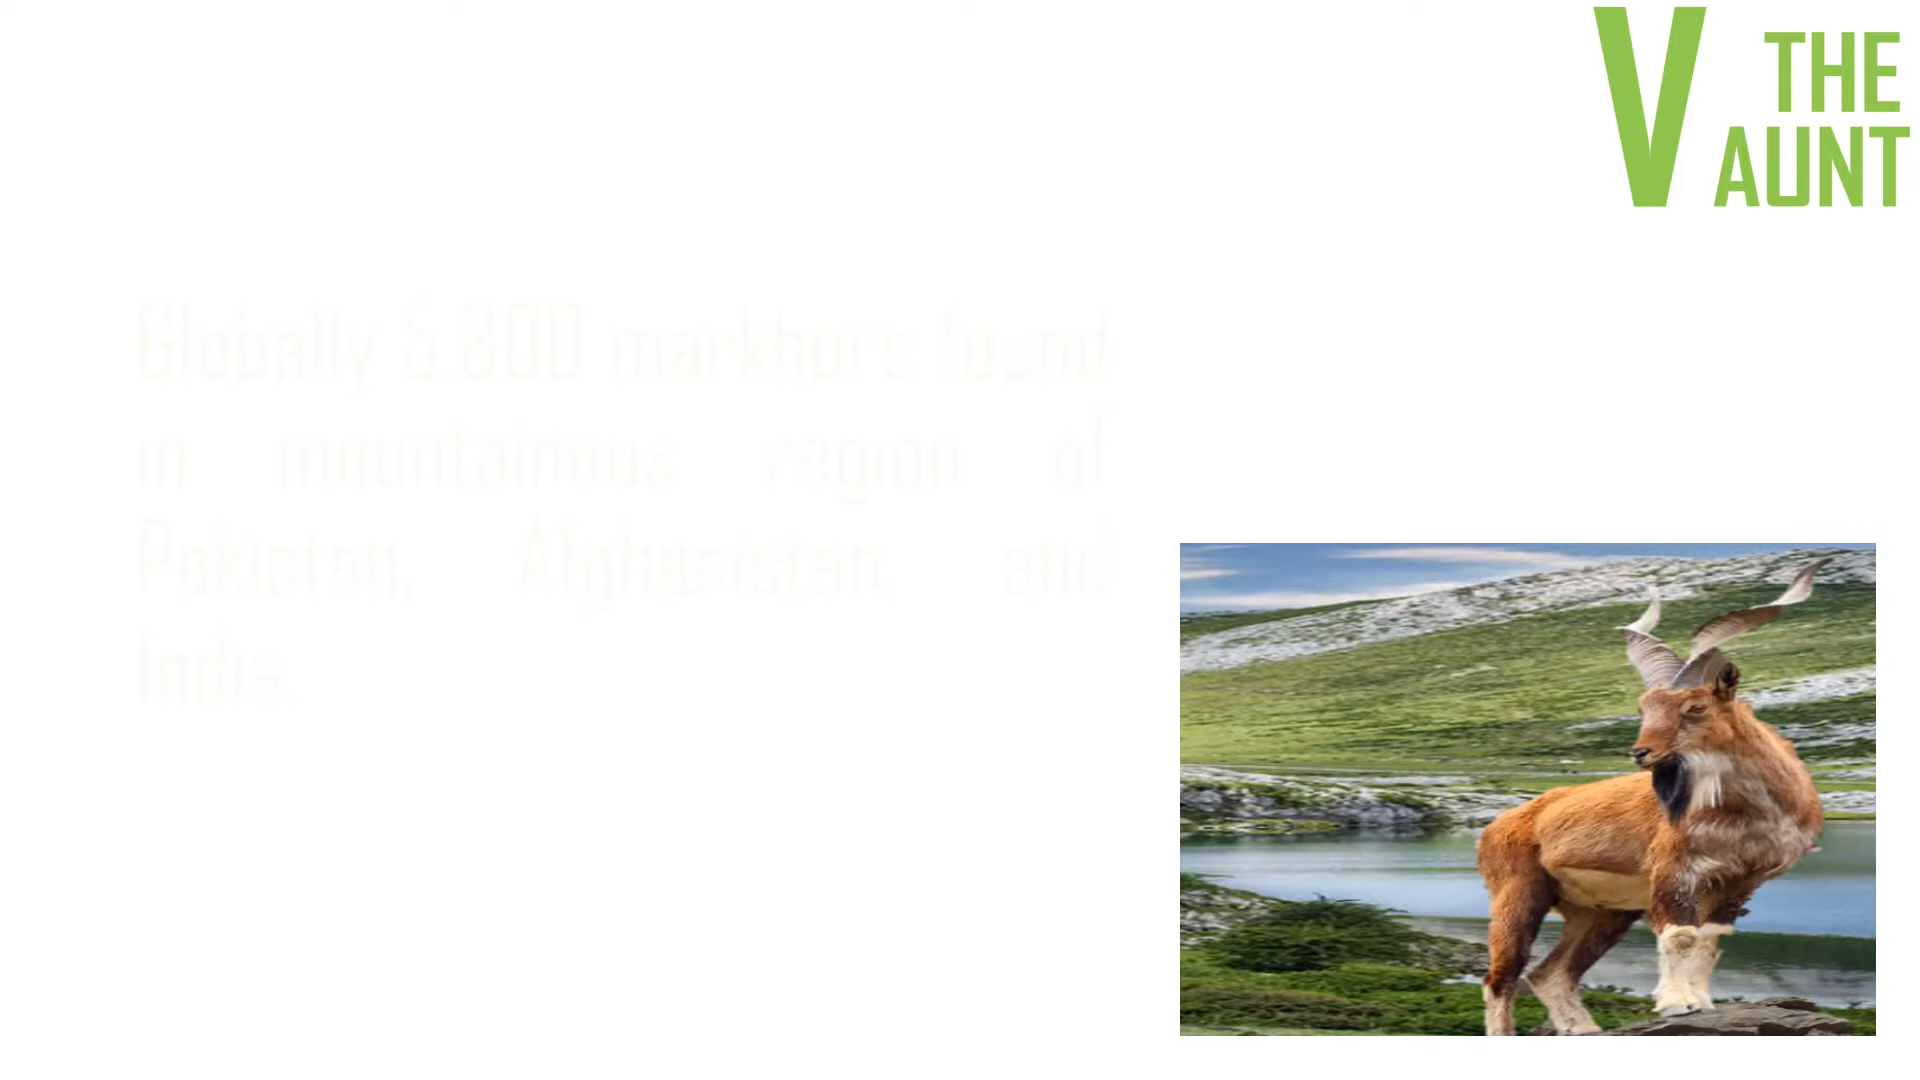 THE
VAUNT
Globally 5,800 markhors found
in mountainous region of
Pakistan, Afghanistan, and
India.